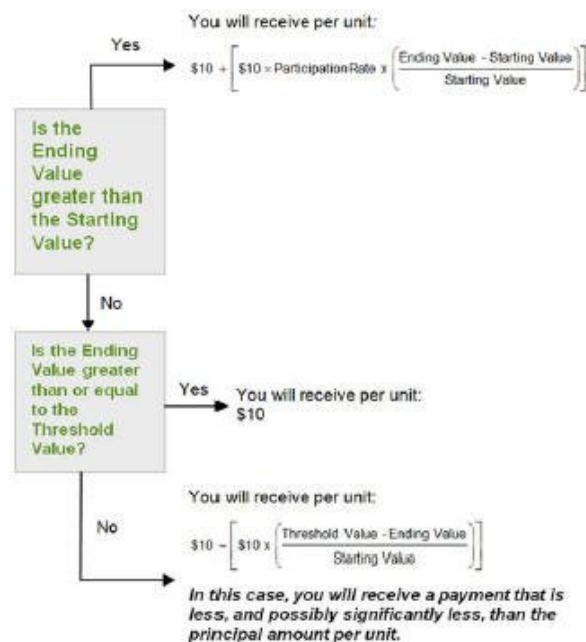 You will receive per unit:
Yes
$10 + [ $10 × Participation Rate x ( Ending Value - Starting Value
Starting Value ) ]
Is the
Ending
Value
greater than
the Starting
Value?
No
Is the Ending
Value greater
than or equal
to the
Threshold
Value?
Yes
You will receive per unit:
$10
No
You will receive per unit:
$10 − [ $10 x ( Threshold Value - Ending Value
Starting Value ) ]
In this case, you will receive a payment that is
less, and possibly significantly less, than the
principal amount per unit.